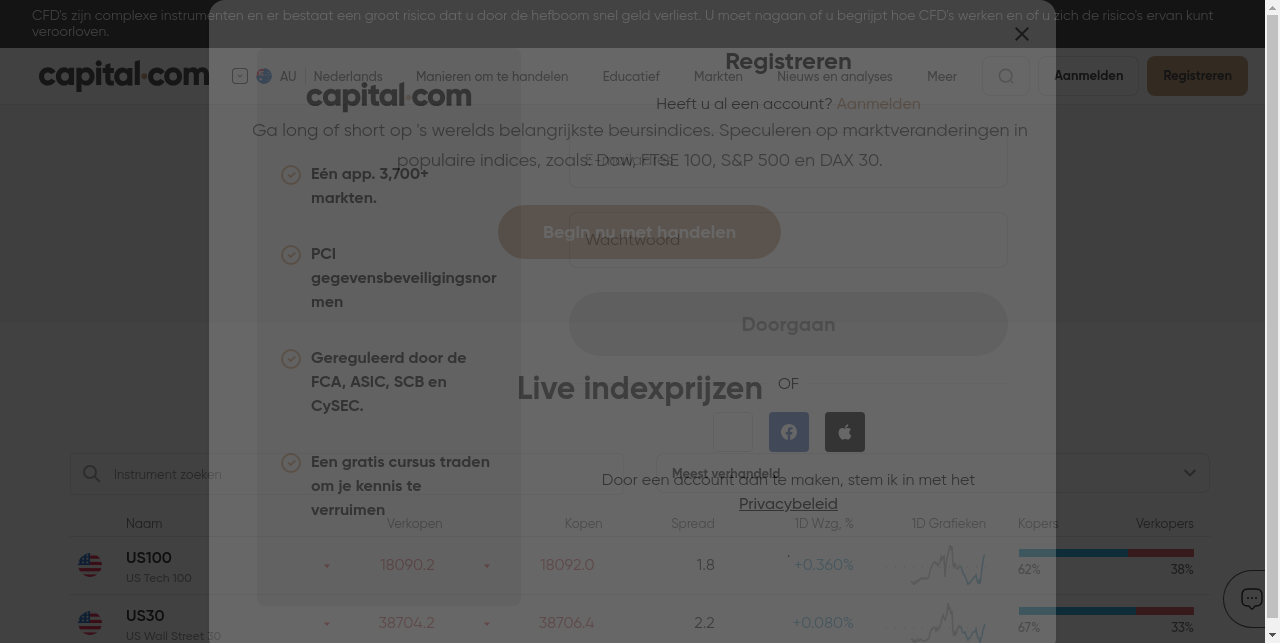 CFD's zijn complexe instrumenten en er bestaat een groot risico dat u door de hefboom snel geld verliest. U moet nagaan of u begrijpt hoe CFD's werken en of u zich de risico's ervan kunt
veroorloven.
capital.com
AU Nederlands
Manieren om te handelen
Educatief
Markten
Nieuws en analyses
Meer
Aanmelden
Registreren
Ga long of short op 's werelds belangrijkste beursindices. Speculeren op marktveranderingen in
populaire indices, zoals: Dow, FTSE 100, S&P 500 en DAX 30.
Begin nu met handelen
Live indexprijzen
Instrument zoeken
Meest verhandeld
Naam Verkopen Kopen Spread 1D Wzg, % 1D Grafieken Kopers Verkopers
US100 18090.2 18092.0 1.8 +0.360% 62% 38%
US Tech 100
US30 38704.2 38706.4 2.2 +0.080% 67% 33%
US Wall Street 30
capital.com
Eén app. 3,700+
markten.
PCI
gegevensbeveiligingsnor
men
Gereguleerd door de
FCA, ASIC, SCB en
CySEC.
Een gratis cursus traden
om je kennis te
verruimen
Registreren
Heeft u al een account? Aanmelden
E-mailadres
Wachtwoord
Doorgaan
OF
Door een account aan te maken, stem ik in met het
Privacybeleid